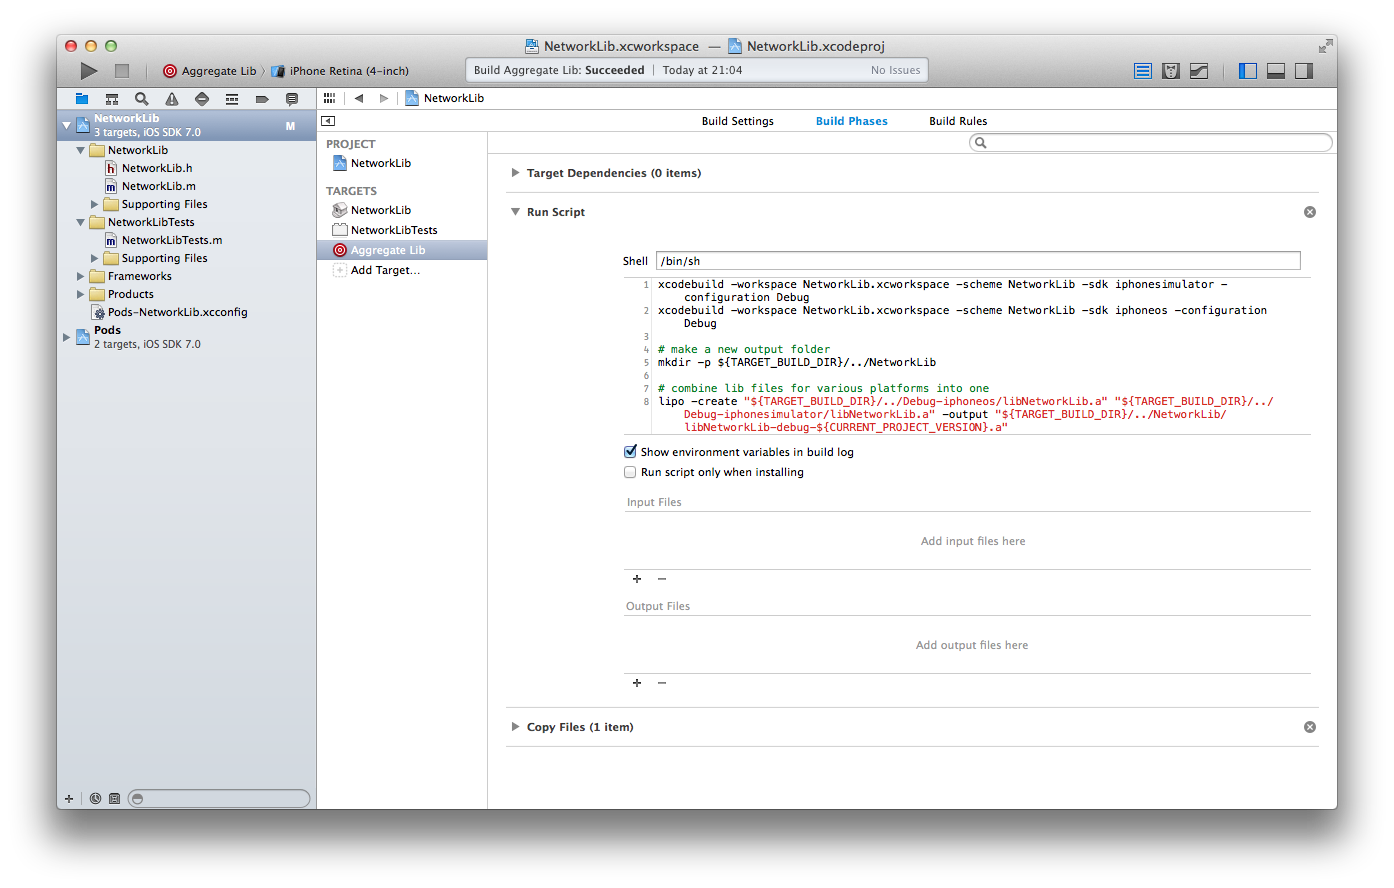 NetworkLib.xcworkspace — NetworkLib.xcodeproj
Aggregate Lib 〉 iPhone Retina (4-inch)
Build Aggregate Lib: Succeeded | Today at 21:04
No Issues
NetworkLib
3 targets, iOS SDK 7.0
M
NetworkLib
h NetworkLib.h
m NetworkLib.m
Supporting Files
NetworkLibTests
m NetworkLibTests.m
Supporting Files
Frameworks
Products
Pods-NetworkLib.xcconfig
Pods
2 targets, iOS SDK 7.0
NetworkLib
Build Settings
Build Phases
Build Rules
PROJECT
NetworkLib
TARGETS
NetworkLib
NetworkLibTests
Aggregate Lib
Add Target...
Target Dependencies (0 items)
Run Script
Shell /bin/sh
1 xcodebuild -workspace NetworkLib.xcworkspace -scheme NetworkLib -sdk iphonesimulator -
configuration Debug
2 xcodebuild -workspace NetworkLib.xcworkspace -scheme NetworkLib -sdk iphoneos -configuration
Debug
3
4 # make a new output folder
5 mkdir -p ${TARGET_BUILD_DIR}/../NetworkLib
6
7 # combine lib files for various platforms into one
8 lipo -create "${TARGET_BUILD_DIR}/../Debug-iphoneos/libNetworkLib.a" "${TARGET_BUILD_DIR}/../
Debug-iphonesimulator/libNetworkLib.a" -output "${TARGET_BUILD_DIR}/../NetworkLib/
libNetworkLib-debug-${CURRENT_PROJECT_VERSION}.a"
Show environment variables in build log
Run script only when installing
Input Files
Add input files here
+ −
Output Files
Add output files here
+ −
Copy Files (1 item)